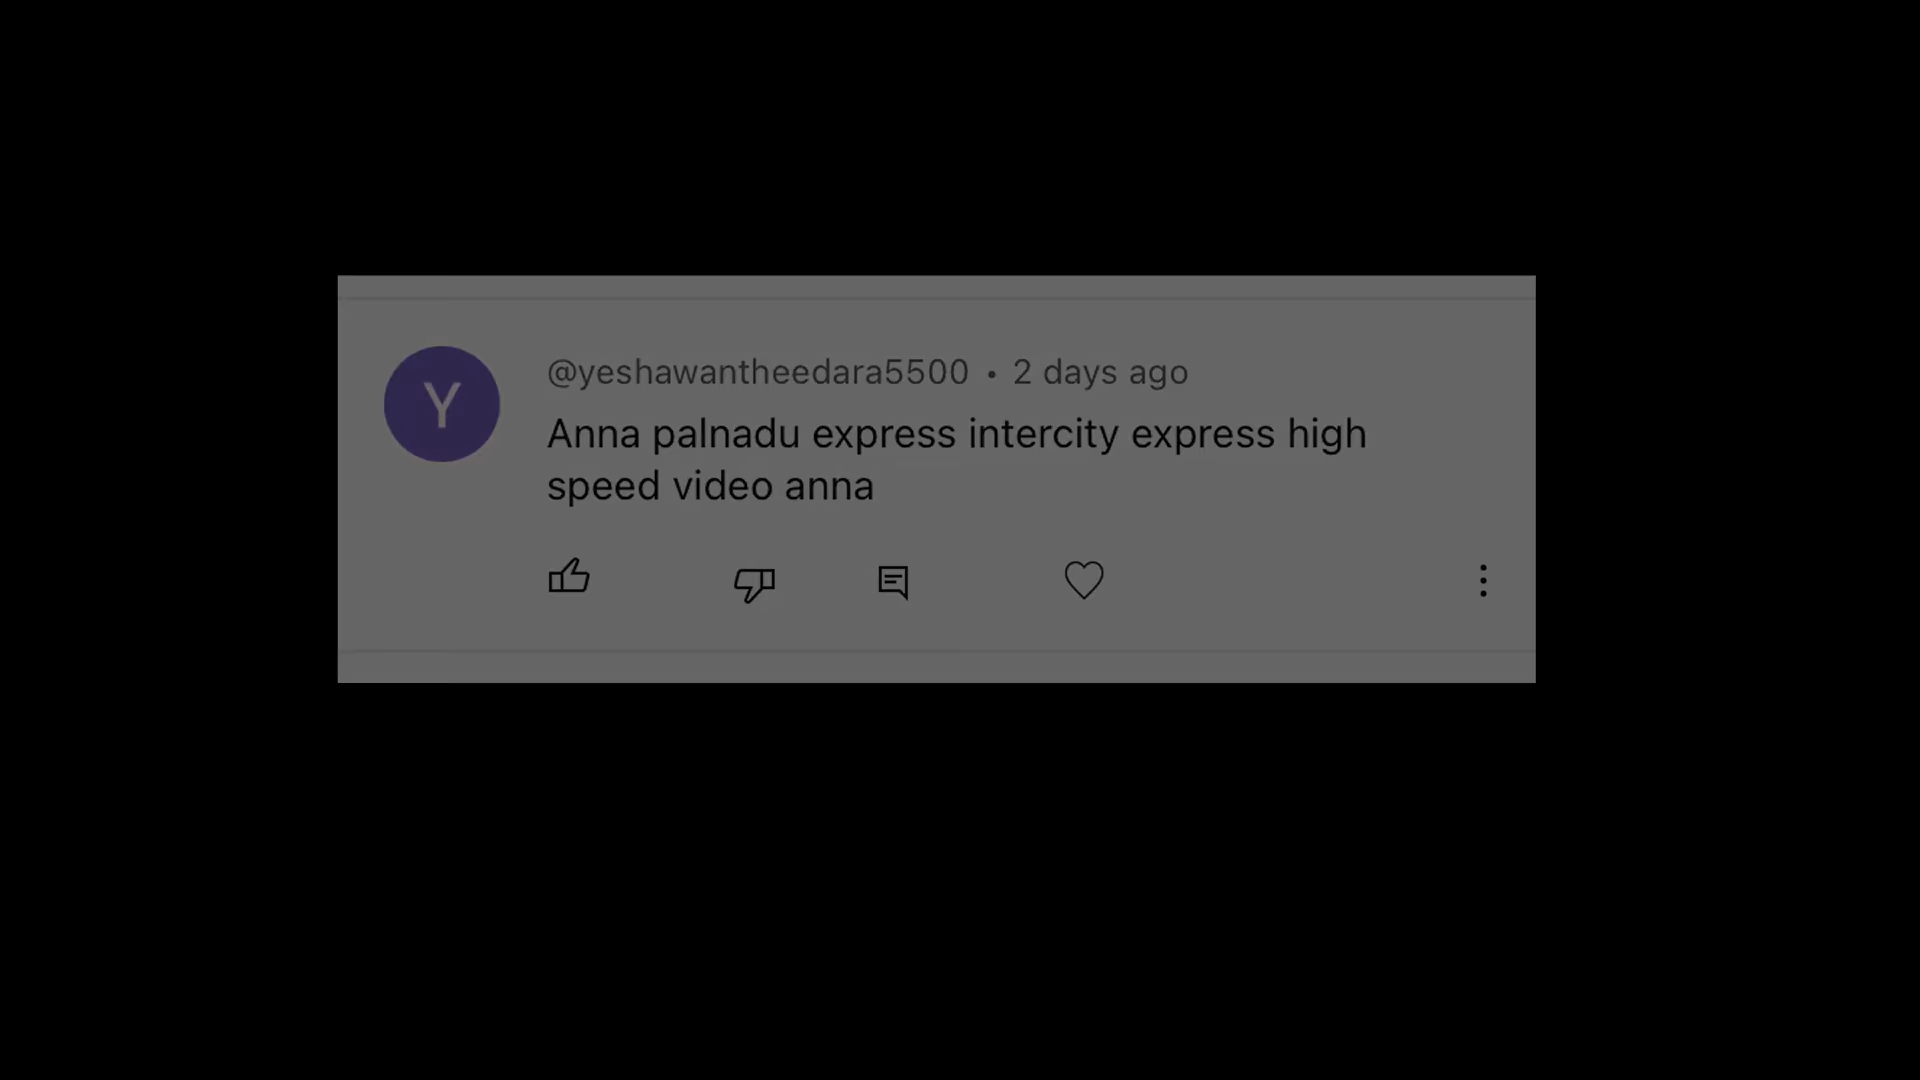 Y
@yeshawantheedara5500 • 2 days ago
Anna palnadu express intercity express high
speed video anna